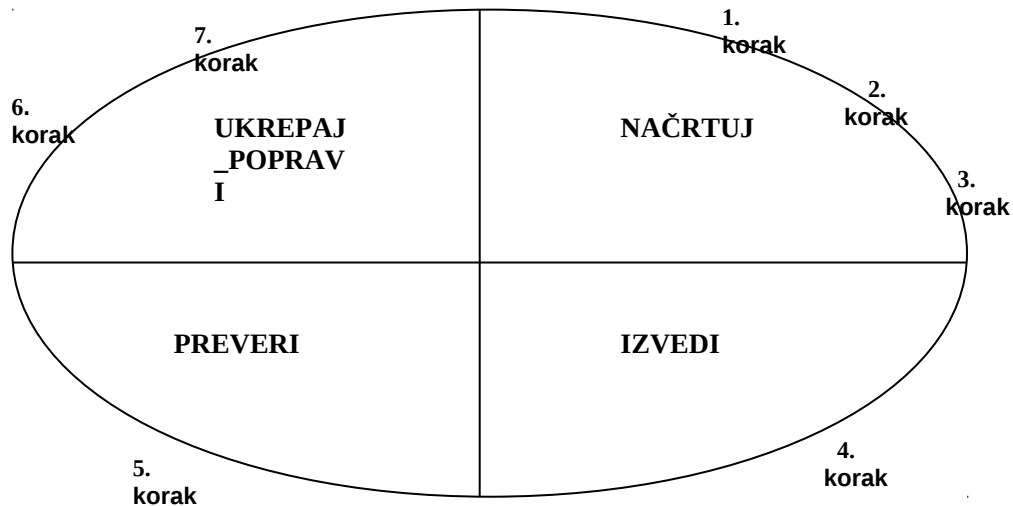 1.
korak
7.
korak
2.
korak
6.
korak
UKREPAJ
_POPRAV
I
NAČRTUJ
3.
korak
PREVERI
IZVEDI
4.
korak
5.
korak